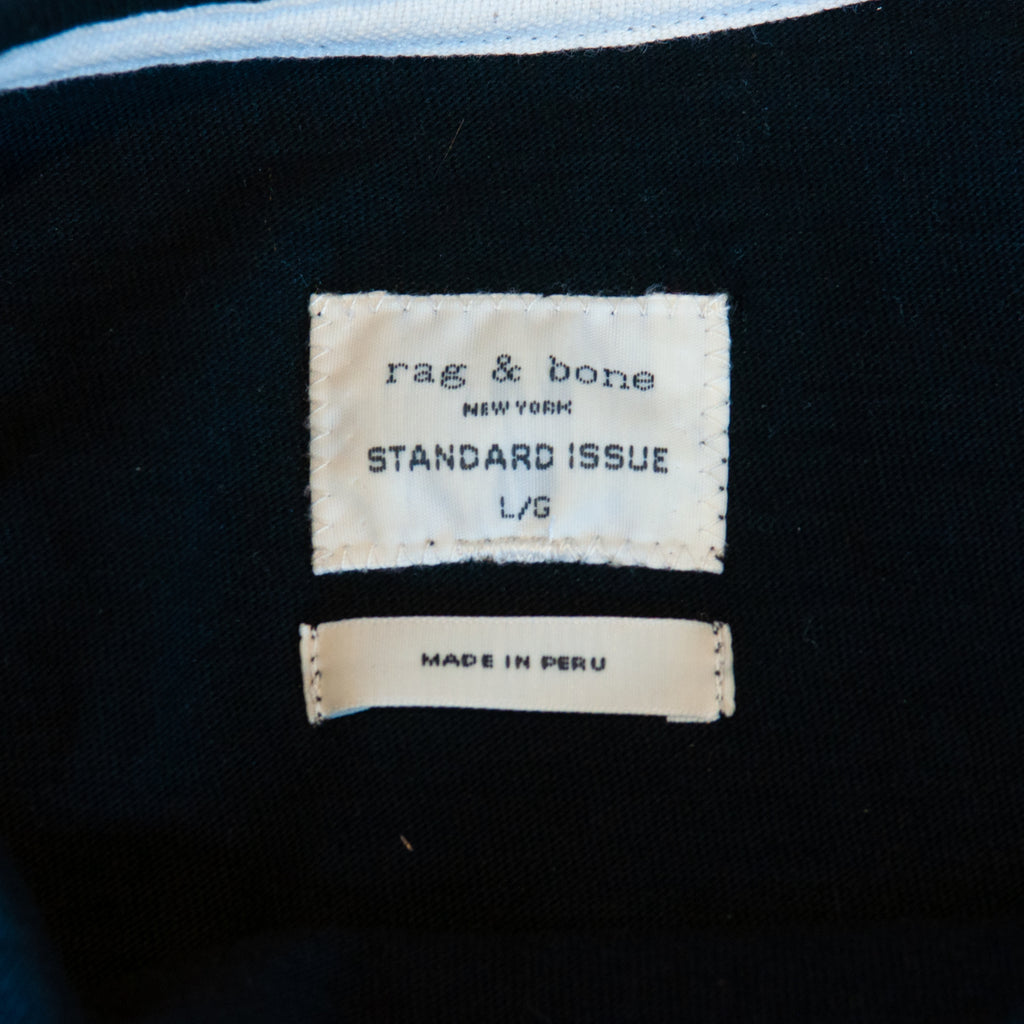 rag & bone
NEW YORK
STANDARD ISSUE
L/G
MADE IN PERU